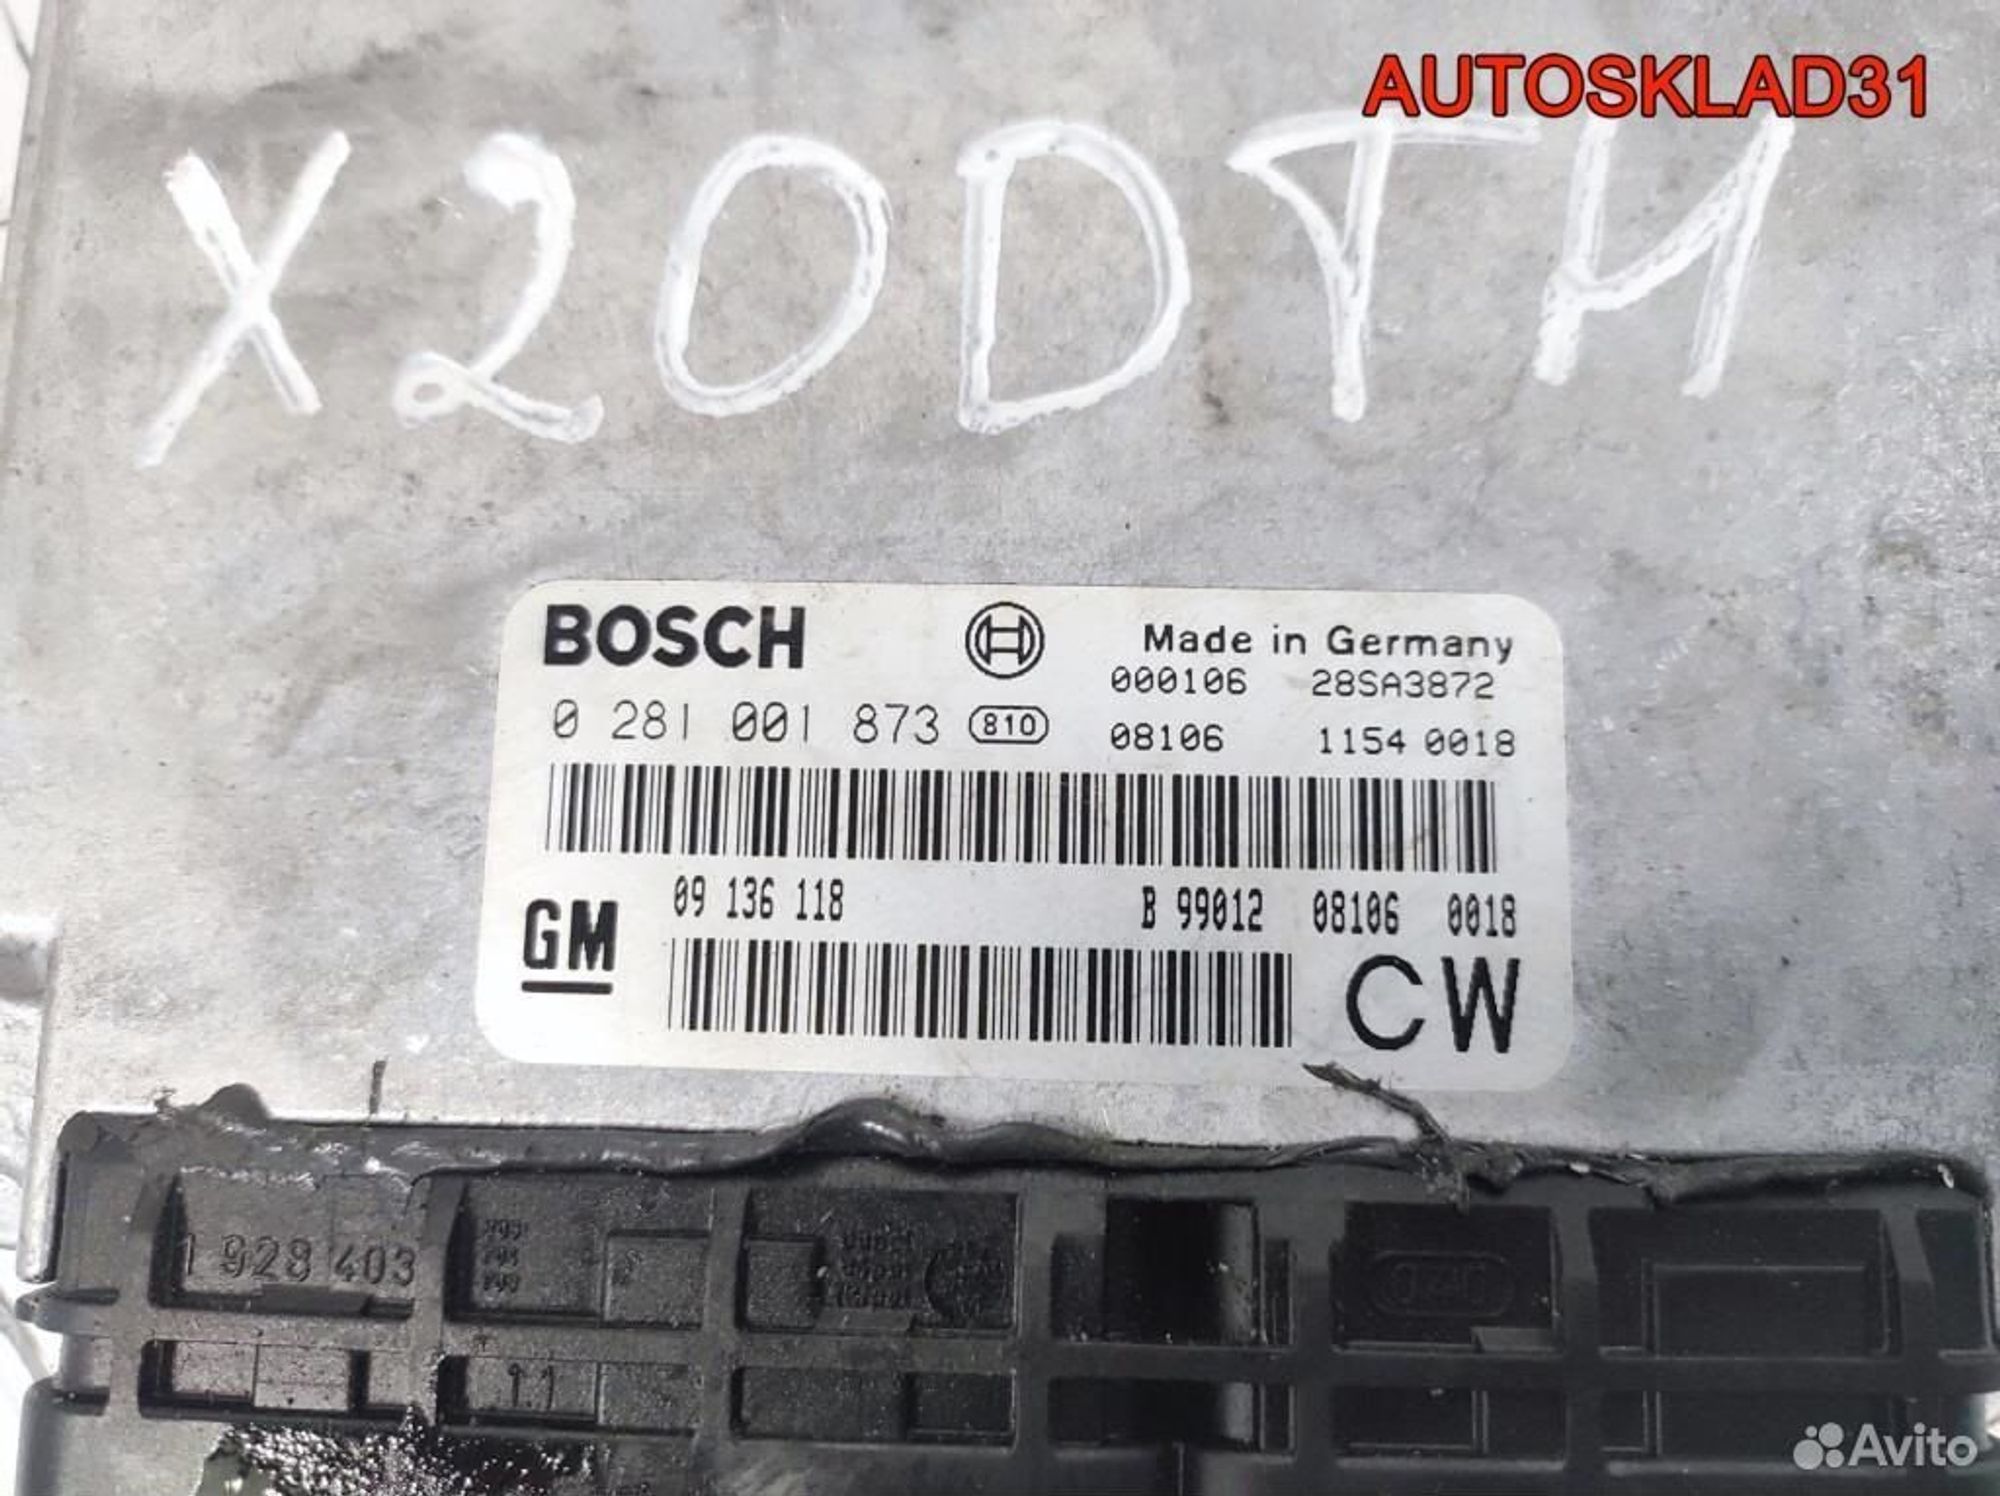 AUTOSKLAD31
X20DTH
BOSCH
Made in Germany
000106 28SA3872
0 281 001 873 810
08106 1154 0018
09 136 118 B 99012 08106 0018
GM
CW
1 928 403
11
Avito